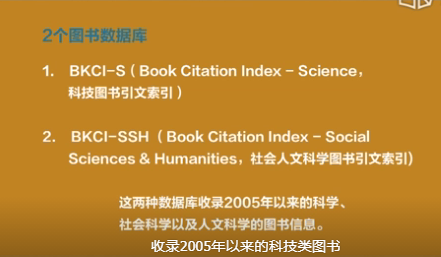 2个图书数据库
1. BKCI-S（Book Citation Index – Science,
科技图书引文索引）
2. BKCI-SSH （Book Citation Index – Social
Sciences & Humanities，社会人文科学图书引文索引)
这两种数据库收录2005年以来的科学、
社会科学以及人文科学的图书信息。
收录2005年以来的科技类图书